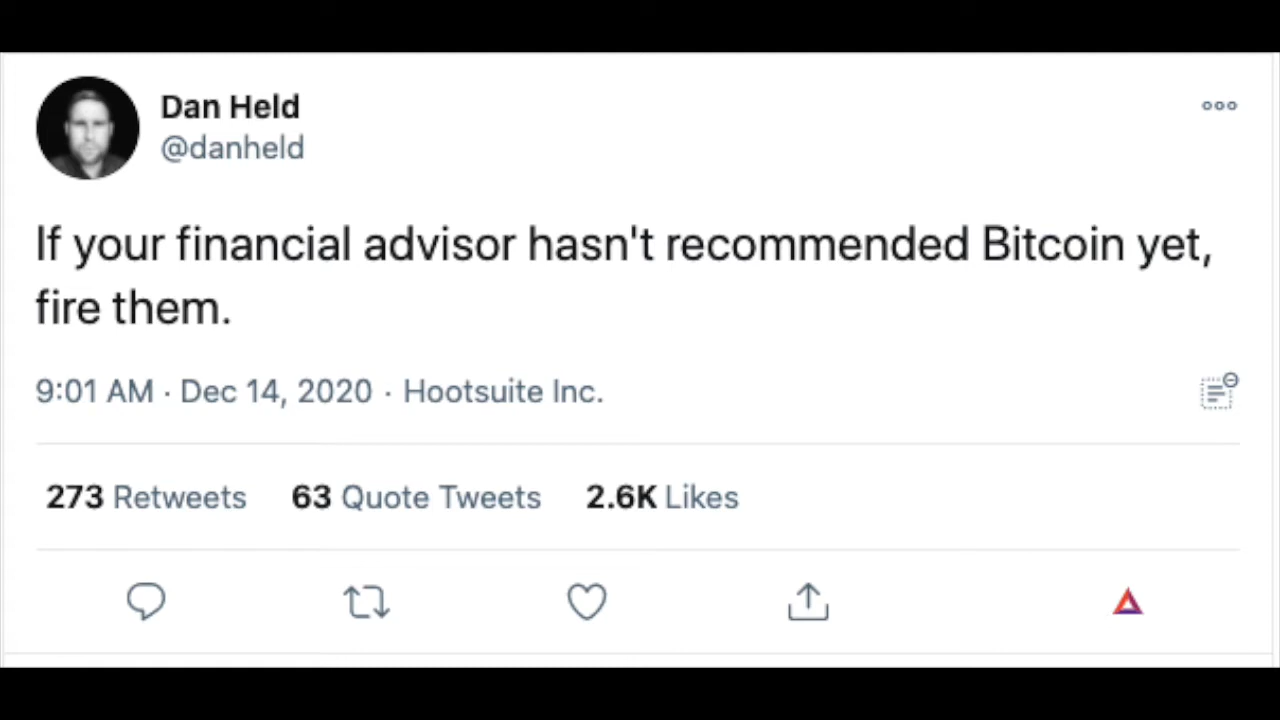 Dan Held
@danheld
If your financial advisor hasn't recommended Bitcoin yet,
fire them.
9:01 AM · Dec 14, 2020 · Hootsuite Inc.
273 Retweets 63 Quote Tweets 2.6K Likes